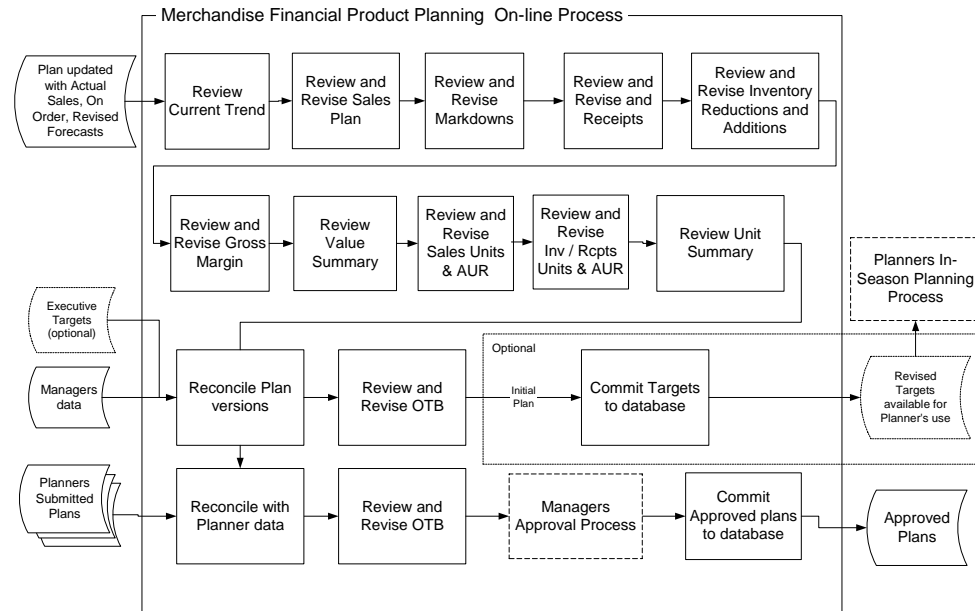 Merchandise Financial Product Planning On-line Process
Plan updated
with Actual
Sales, On
Order, Revised
Forecasts
Review
Current Trend
Review and
Revise Sales
Plan
Review and
Revise
Markdowns
Review and
Revise and
Receipts
Review and
Revise Inventory
Reductions and
Additions
Review and
Revise Gross
Margin
Review
Value
Summary
Review and
Revise
Sales Units
& AUR
Review and
Revise
Inv / Rcpts
Units & AUR
Review Unit
Summary
Planners In-
Season Planning
Process
Executive
Targets
(optional)
Managers
data
Reconcile Plan
versions
Review and
Revise OTB
Optional
Initial
Plan
Commit Targets
to database
Revised
Targets
available for
Planner's use
Planners
Submitted
Plans
Reconcile with
Planner data
Review and
Revise OTB
Managers
Approval Process
Commit
Approved plans
to database
Approved
Plans